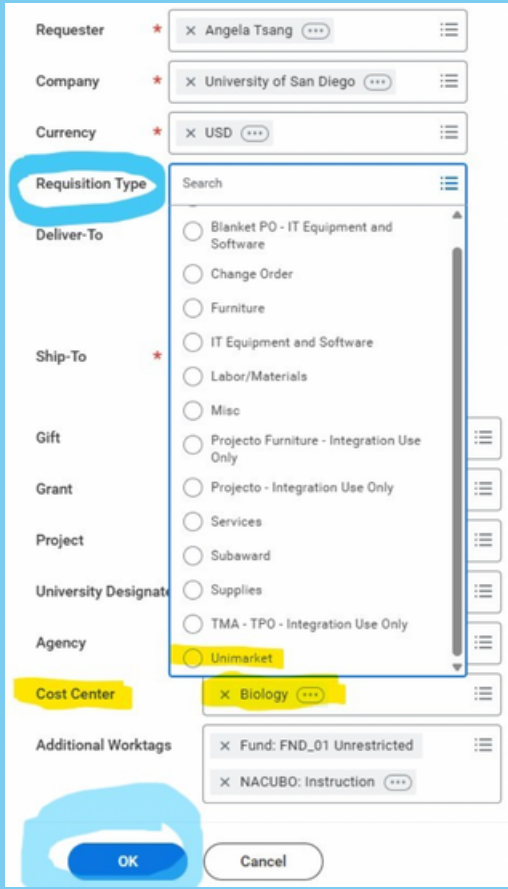 Requester * × Angela Tsang
Company * × University of San Diego
Currency * × USD
Requisition Type Search
Deliver-To
Blanket PO - IT Equipment and
Software
Change Order
Furniture
IT Equipment and Software
Ship-To *
Labor/Materials
Misc
Gift
Projecto Furniture - Integration Use
Only
Grant
Projecto - Integration Use Only
Project
Services
Subaward
University Designate
Supplies
Agency
TMA - TPO - Integration Use Only
Unimarket
Cost Center × Biology
Additional Worktags × Fund: FND_01 Unrestricted
× NACUBO: Instruction
OK Cancel